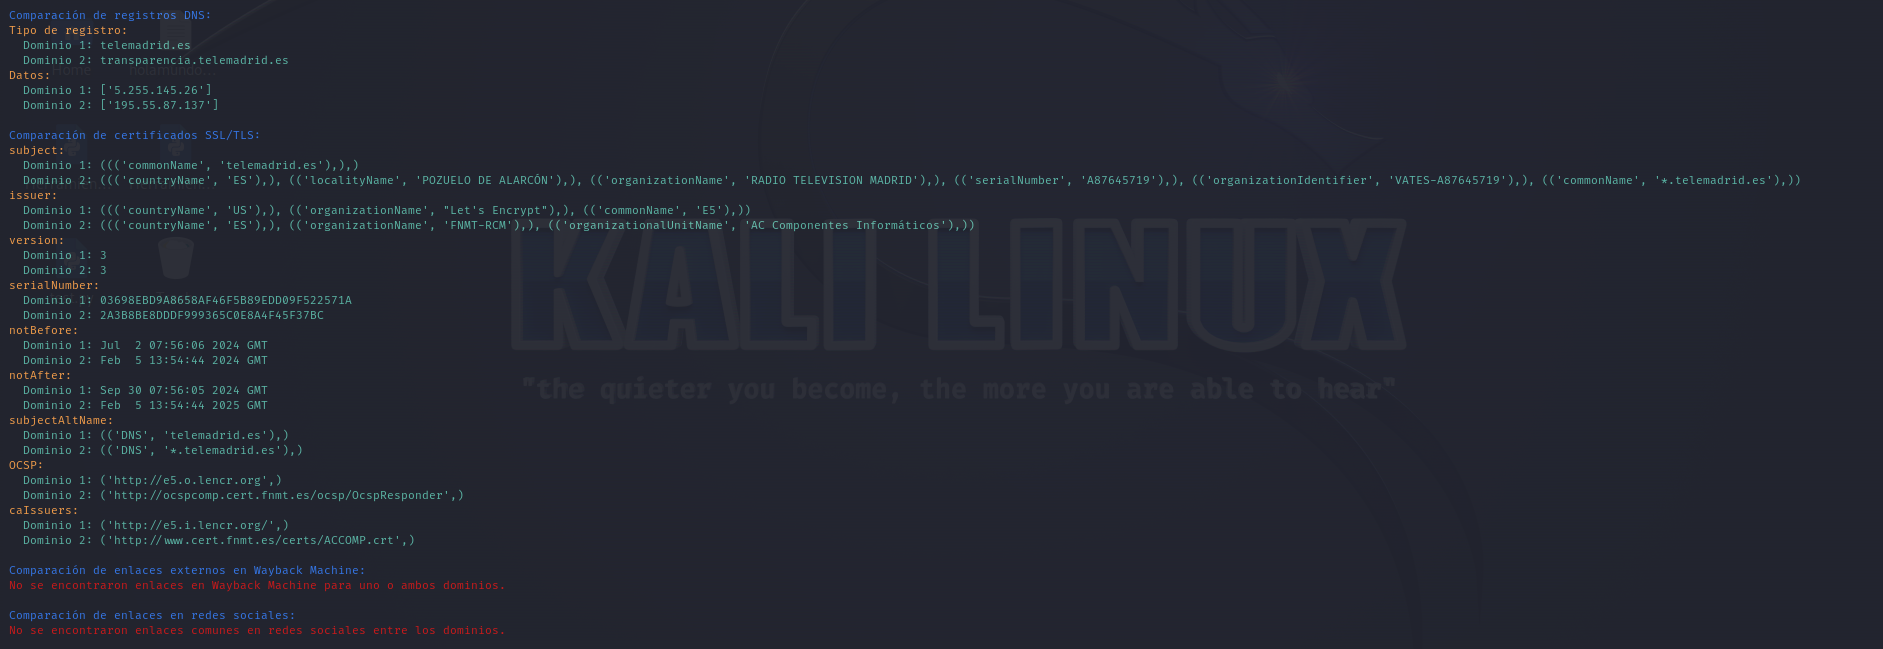 Comparación de registros DNS:
Tipo de registro:
Dominio 1: telemadrid.es
Dominio 2: transparencia.telemadrid.es
Datos:
Dominio 1: ['5.255.145.26']
Dominio 2: ['195.55.87.137']
Comparación de certificados SSL/TLS:
subject:
Dominio 1: ((('commonName', 'telemadrid.es'),),)
Dominio 2: ((('countryName', 'ES'),), (('localityName', 'POZUELO DE ALARCÓN'),), (('organizationName', 'RADIO TELEVISION MADRID'),), (('serialNumber', 'A87645719'),), (('organizationIdentifier', 'VATES-A87645719'),), (('commonName', '*.telemadrid.es'),))
issuer:
Dominio 1: ((('countryName', 'US'),), (('organizationName', "Let's Encrypt"),), (('commonName', 'E5'),))
Dominio 2: ((('countryName', 'ES'),), (('organizationName', 'FNMT-RCM'),), (('organizationalUnitName', 'AC Componentes Informáticos'),))
version:
Dominio 1: 3
Dominio 2: 3
serialNumber:
Dominio 1: 03698EBD9A8658AF46F5B89EDD09F522571A
Dominio 2: 2A3B8BE8DDDF999365C0E8A4F45F37BC
notBefore:
Dominio 1: Jul  2 07:56:06 2024 GMT
Dominio 2: Feb  5 13:54:44 2024 GMT
notAfter:
Dominio 1: Sep 30 07:56:05 2024 GMT
Dominio 2: Feb  5 13:54:44 2025 GMT
subjectAltName:
Dominio 1: (('DNS', 'telemadrid.es'),)
Dominio 2: (('DNS', '*.telemadrid.es'),)
OCSP:
Dominio 1: ('http://e5.o.lencr.org',)
Dominio 2: ('http://ocspcomp.cert.fnmt.es/ocsp/OcspResponder',)
caIssuers:
Dominio 1: ('http://e5.i.lencr.org/',)
Dominio 2: ('http://www.cert.fnmt.es/certs/ACCOMP.crt',)
Comparación de enlaces externos en Wayback Machine:
No se encontraron enlaces en Wayback Machine para uno o ambos dominios.
Comparación de enlaces en redes sociales:
No se encontraron enlaces comunes en redes sociales entre los dominios.
KALI LINUX
"the quieter you become, the more you are able to hear"
Home